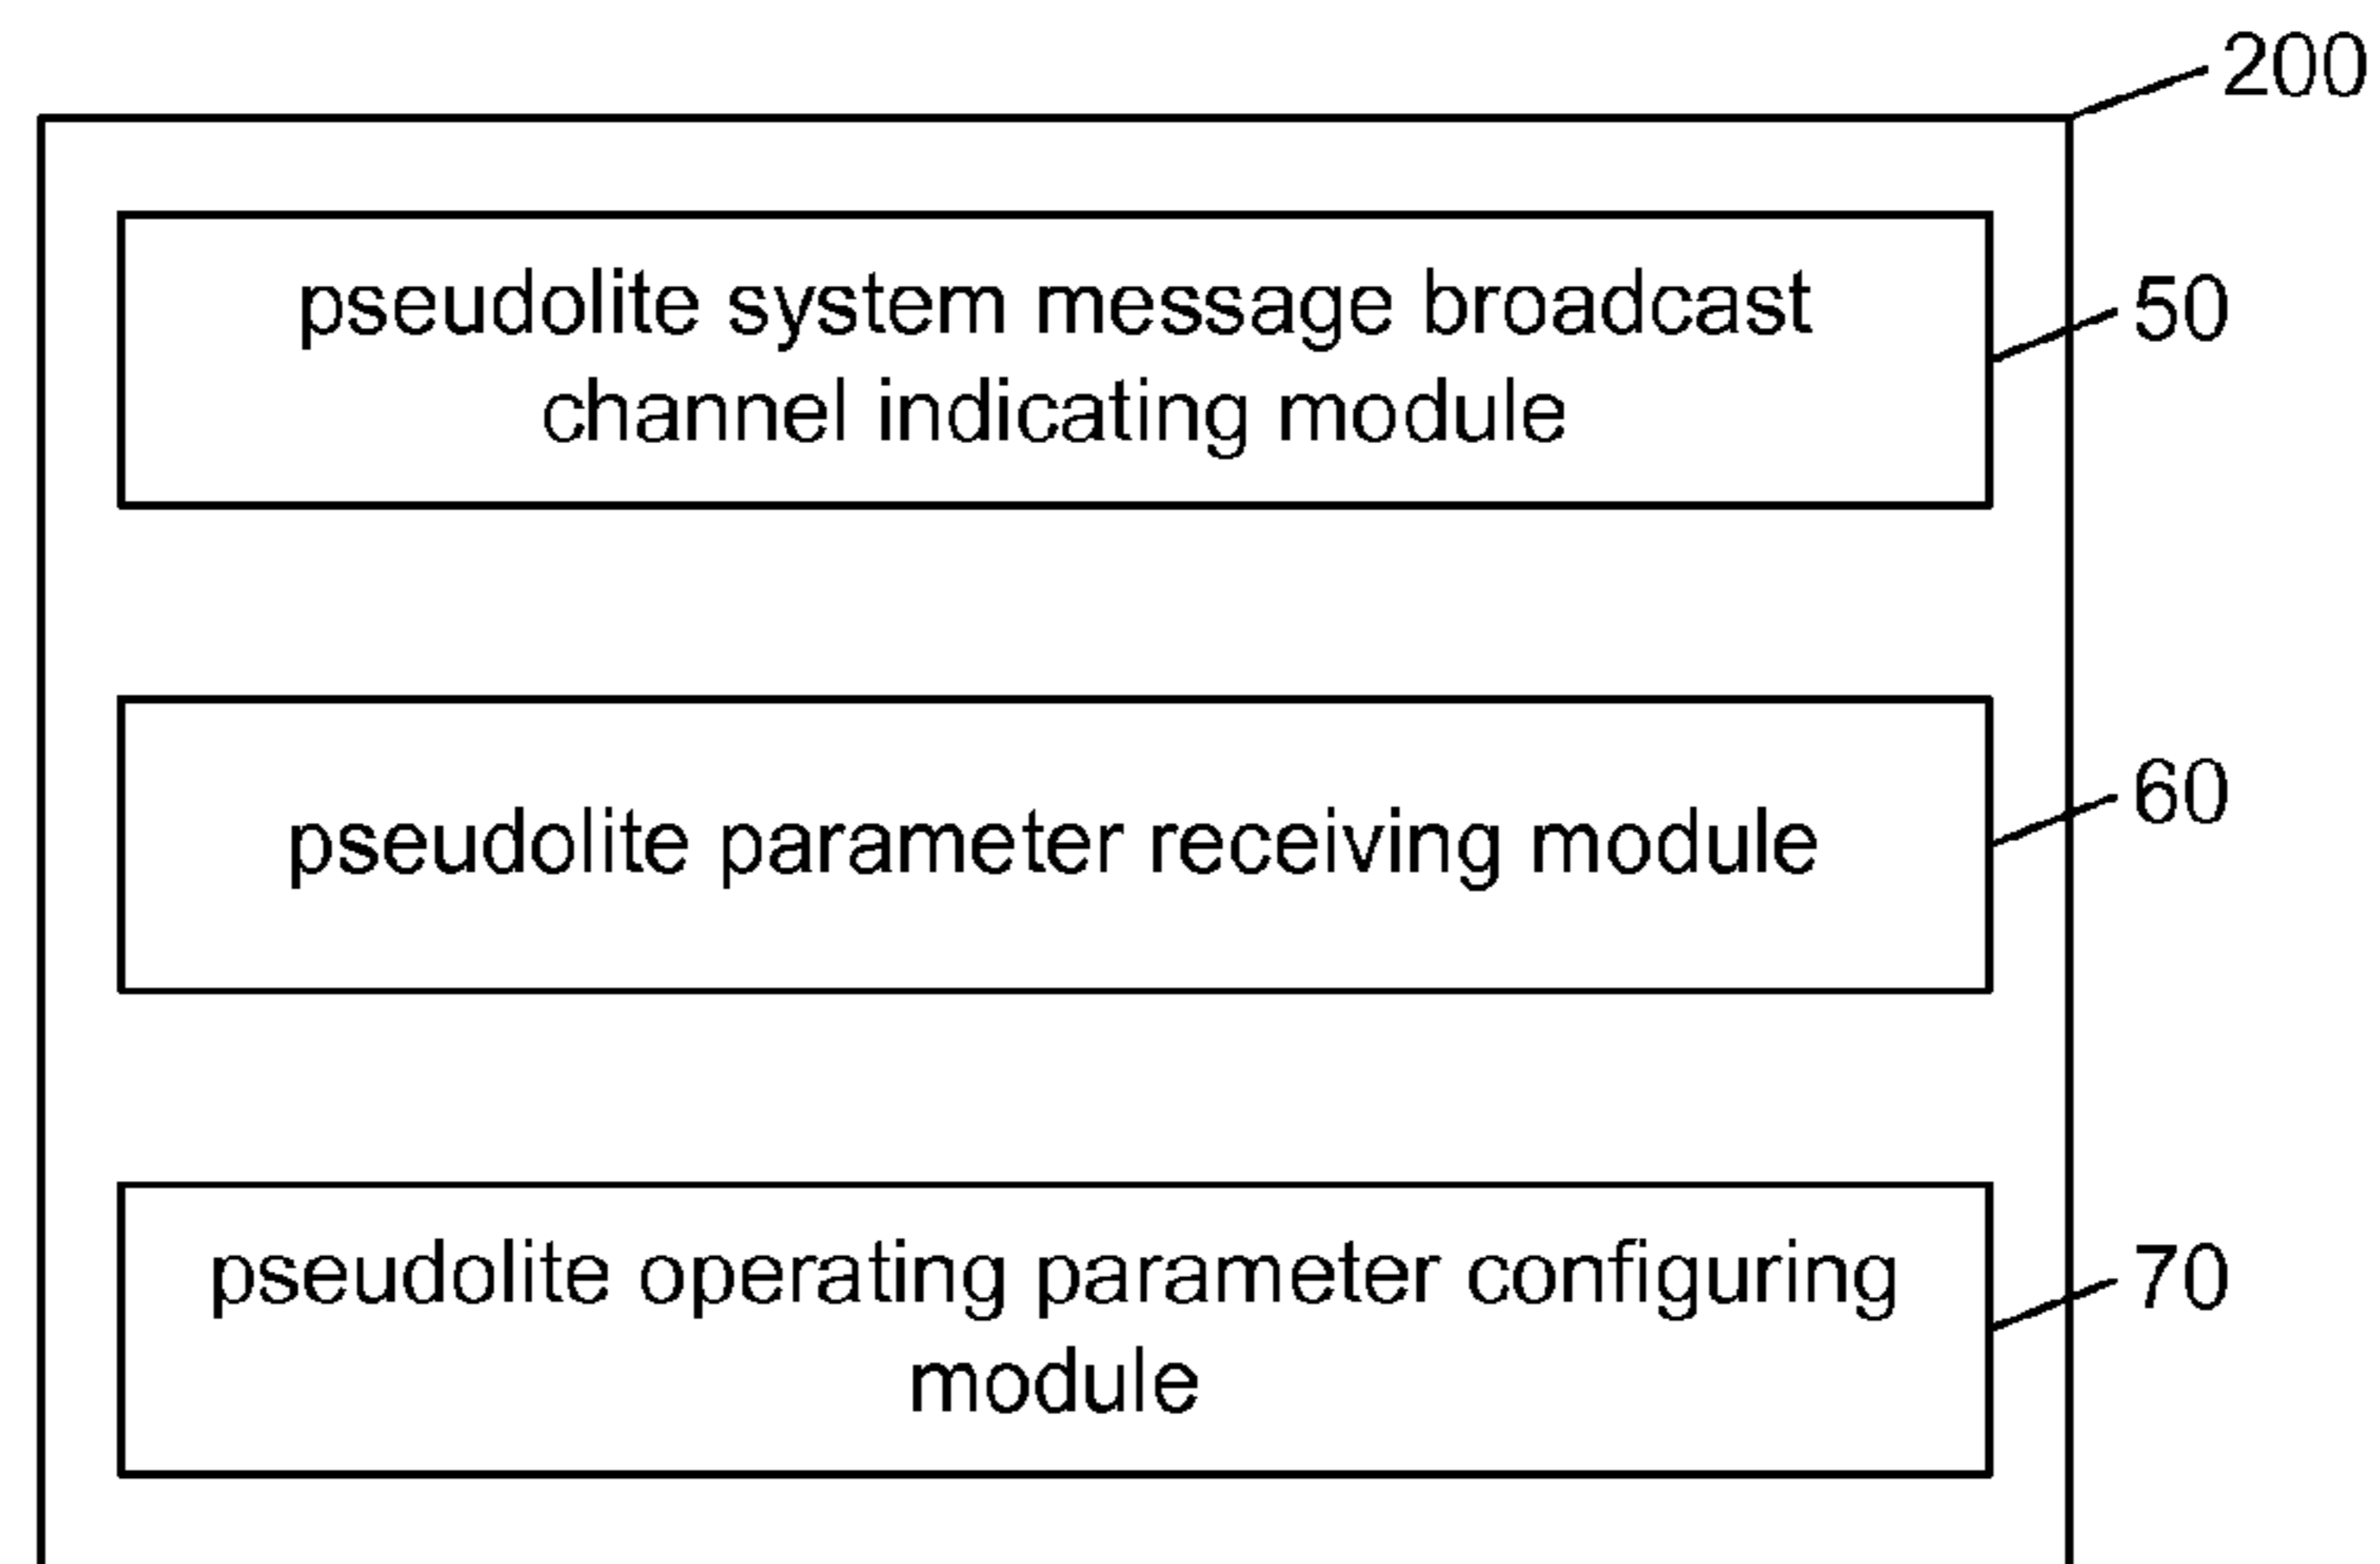 200
pseudolite system message broadcast
channel indicating module
50
pseudolite parameter receiving module
60
pseudolite operating parameter configuring
module
70